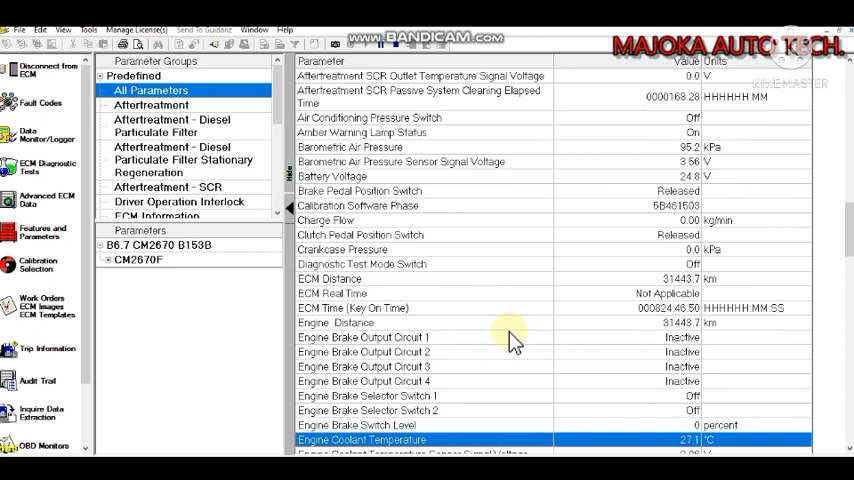 File Edit View Tools Manage License(s) Send To Guidanz Window Help
www.BANDICAM.com
MAJOKA AUTO TECH.
KINEMASTER
Disconnect from
ECM
Fault Codes
Data
Monitor/Logger
ECM Diagnostic
Tests
Advanced ECM
Data
Features and
Parameters
Calibration
Selection
Work Orders
ECM Images
ECM Templates
Trip Information
Audit Trail
Inquire Data
Extraction
OBD Monitors
Parameter Groups
Predefined
All Parameters
Aftertreatment
Aftertreatment - Diesel
Particulate Filter
Aftertreatment - Diesel
Particulate Filter Stationary
Regeneration
Aftertreatment - SCR
Driver Operation Interlock
ECM Information
Parameters
B6.7 CM2670 B153B
CM2670F
Hide
Parameter Value Units
Aftertreatment SCR Outlet Temperature Signal Voltage 0.0 V
Aftertreatment SCR Passive System Cleaning Elapsed
Time 0000168:28 HHHHHH:MM
Air Conditioning Pressure Switch Off
Amber Warning Lamp Status On
Barometric Air Pressure 95.2 kPa
Barometric Air Pressure Sensor Signal Voltage 3.56 V
Battery Voltage 24.8 V
Brake Pedal Position Switch Released
Calibration Software Phase 5B461503
Charge Flow 0.00 kg/min
Clutch Pedal Position Switch Released
Crankcase Pressure 0.0 kPa
Diagnostic Test Mode Switch Off
ECM Distance 31443.7 km
ECM Real Time Not Applicable
ECM Time (Key On Time) 000824:46:50 HHHHHH:MM:SS
Engine Distance 31443.7 km
Engine Brake Output Circuit 1 Inactive
Engine Brake Output Circuit 2 Inactive
Engine Brake Output Circuit 3 Inactive
Engine Brake Output Circuit 4 Inactive
Engine Brake Selector Switch 1 Off
Engine Brake Selector Switch 2 Off
Engine Brake Switch Level 0 percent
Engine Coolant Temperature 27.1 °C
Engine Coolant Temperature Sensor Signal Voltage